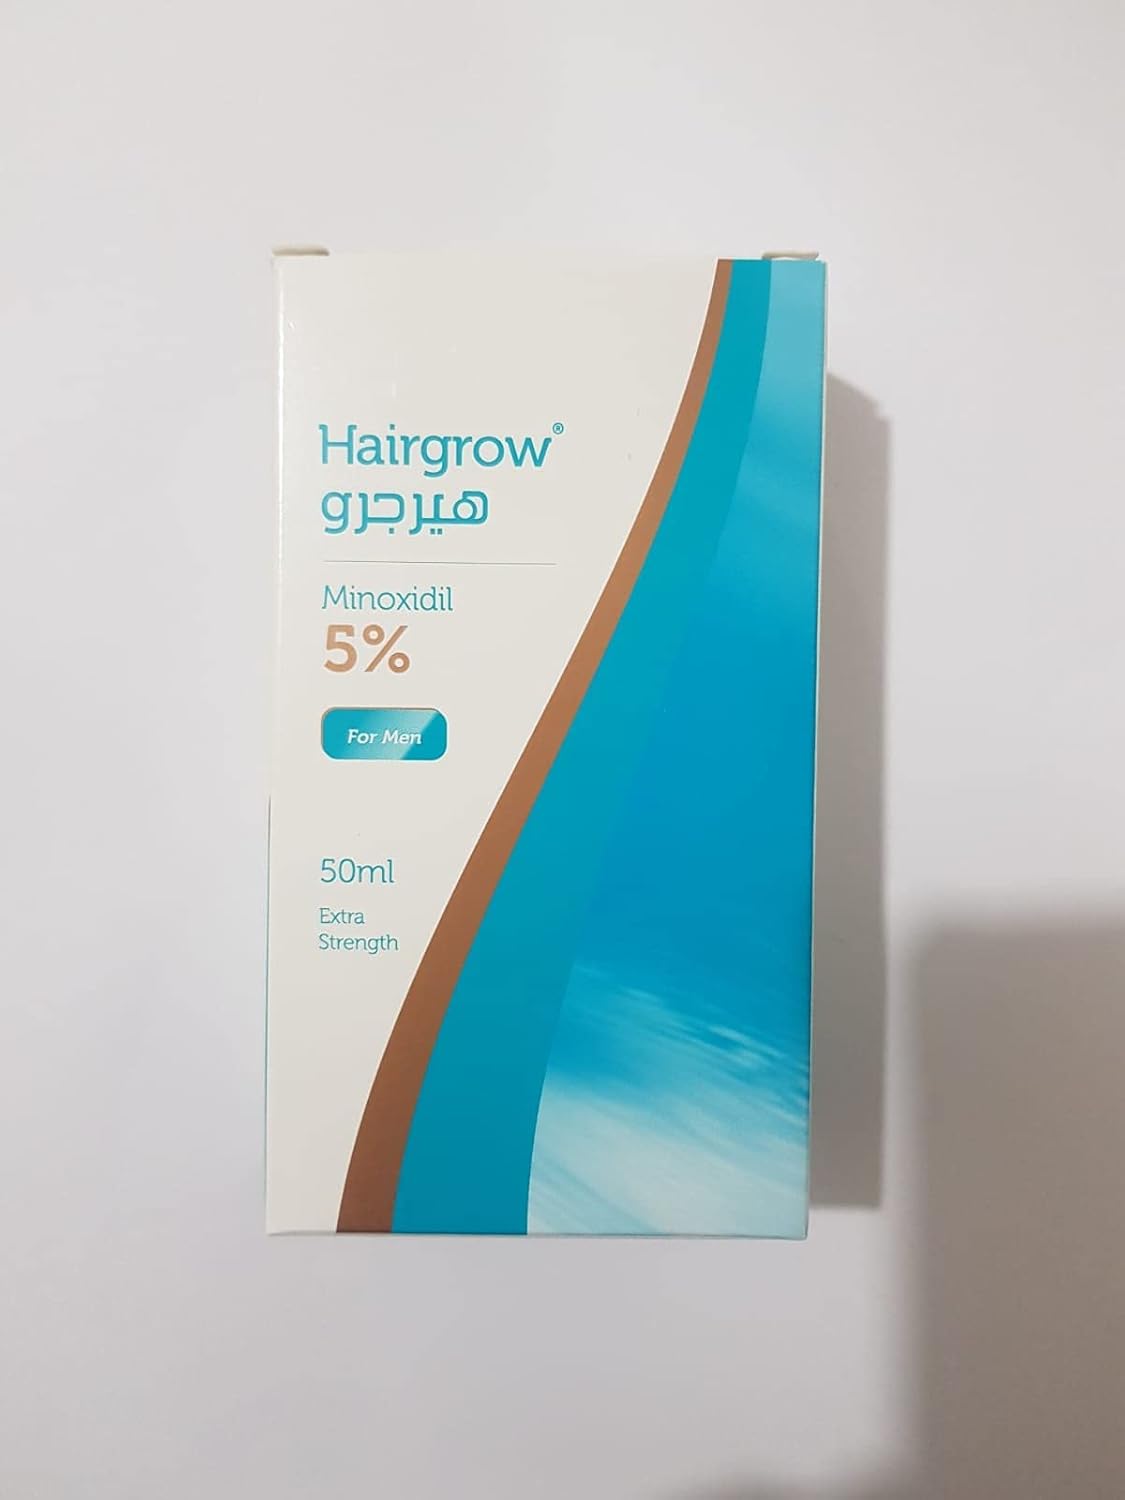 Hairgrow®
هيرجرو
Minoxidil
5%
For Men
50ml
Extra
Strength